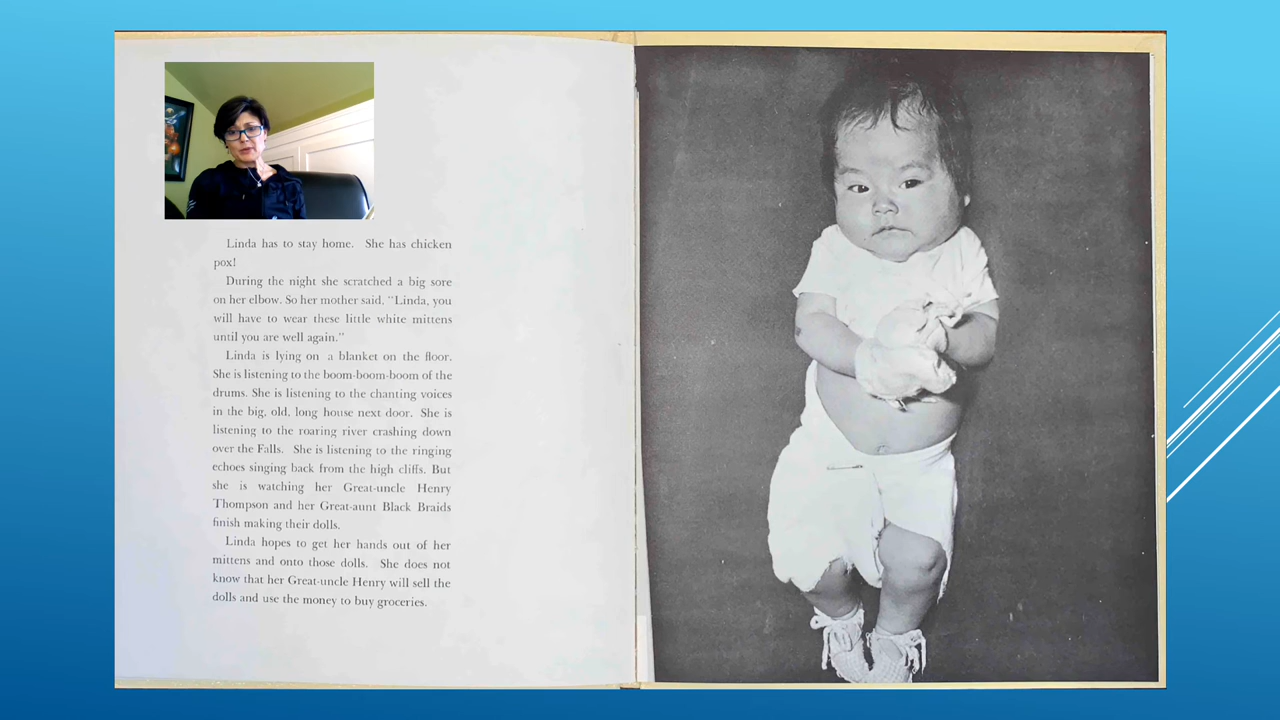 Linda has to stay home. She has chicken
pox!
During the night she scratched a big sore
on her elbow. So her mother said, "Linda, you
will have to wear these little white mittens
until you are well again."
Linda is lying on a blanket on the floor.
She is listening to the boom-boom-boom of the
drums. She is listening to the chanting voices
in the big, old, long house next door. She is
listening to the roaring river crashing down
over the Falls. She is listening to the ringing
echoes singing back from the high cliffs. But
she is watching her Great-uncle Henry
Thompson and her Great-aunt Black Braids
finish making their dolls.
Linda hopes to get her hands out of her
mittens and onto those dolls. She does not
know that her Great-uncle Henry will sell the
dolls and use the money to buy groceries.